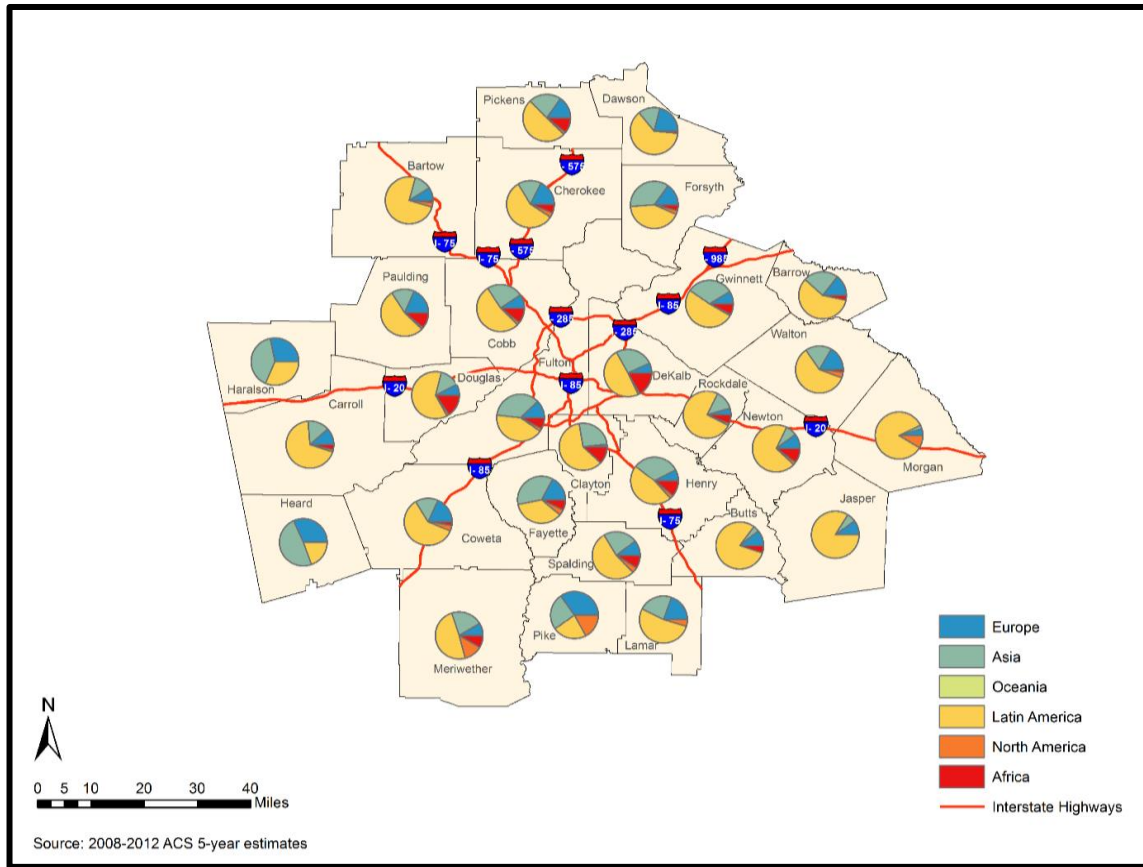 Pickens
Dawson
Bartow
I- 575
Cherokee
Forsyth
I- 75
I- 75
I- 575
I- 985
Gwinnett
Barrow
Paulding
I- 85
I- 285
I- 285
Cobb
Walton
Fulton
Haralson
I- 20
Douglas
I- 85
DeKalb
Rockdale
Newton
Carroll
I- 20
Morgan
I- 85
Clayton
Henry
Heard
Jasper
I- 75
Butts
Coweta
Fayette
Spalding
Pike
Lamar
Meriwether
Europe
Asia
Oceania
Latin America
North America
Africa
Interstate Highways
N
0 5 10 20 30 40
Miles
Source: 2008-2012 ACS 5-year estimates